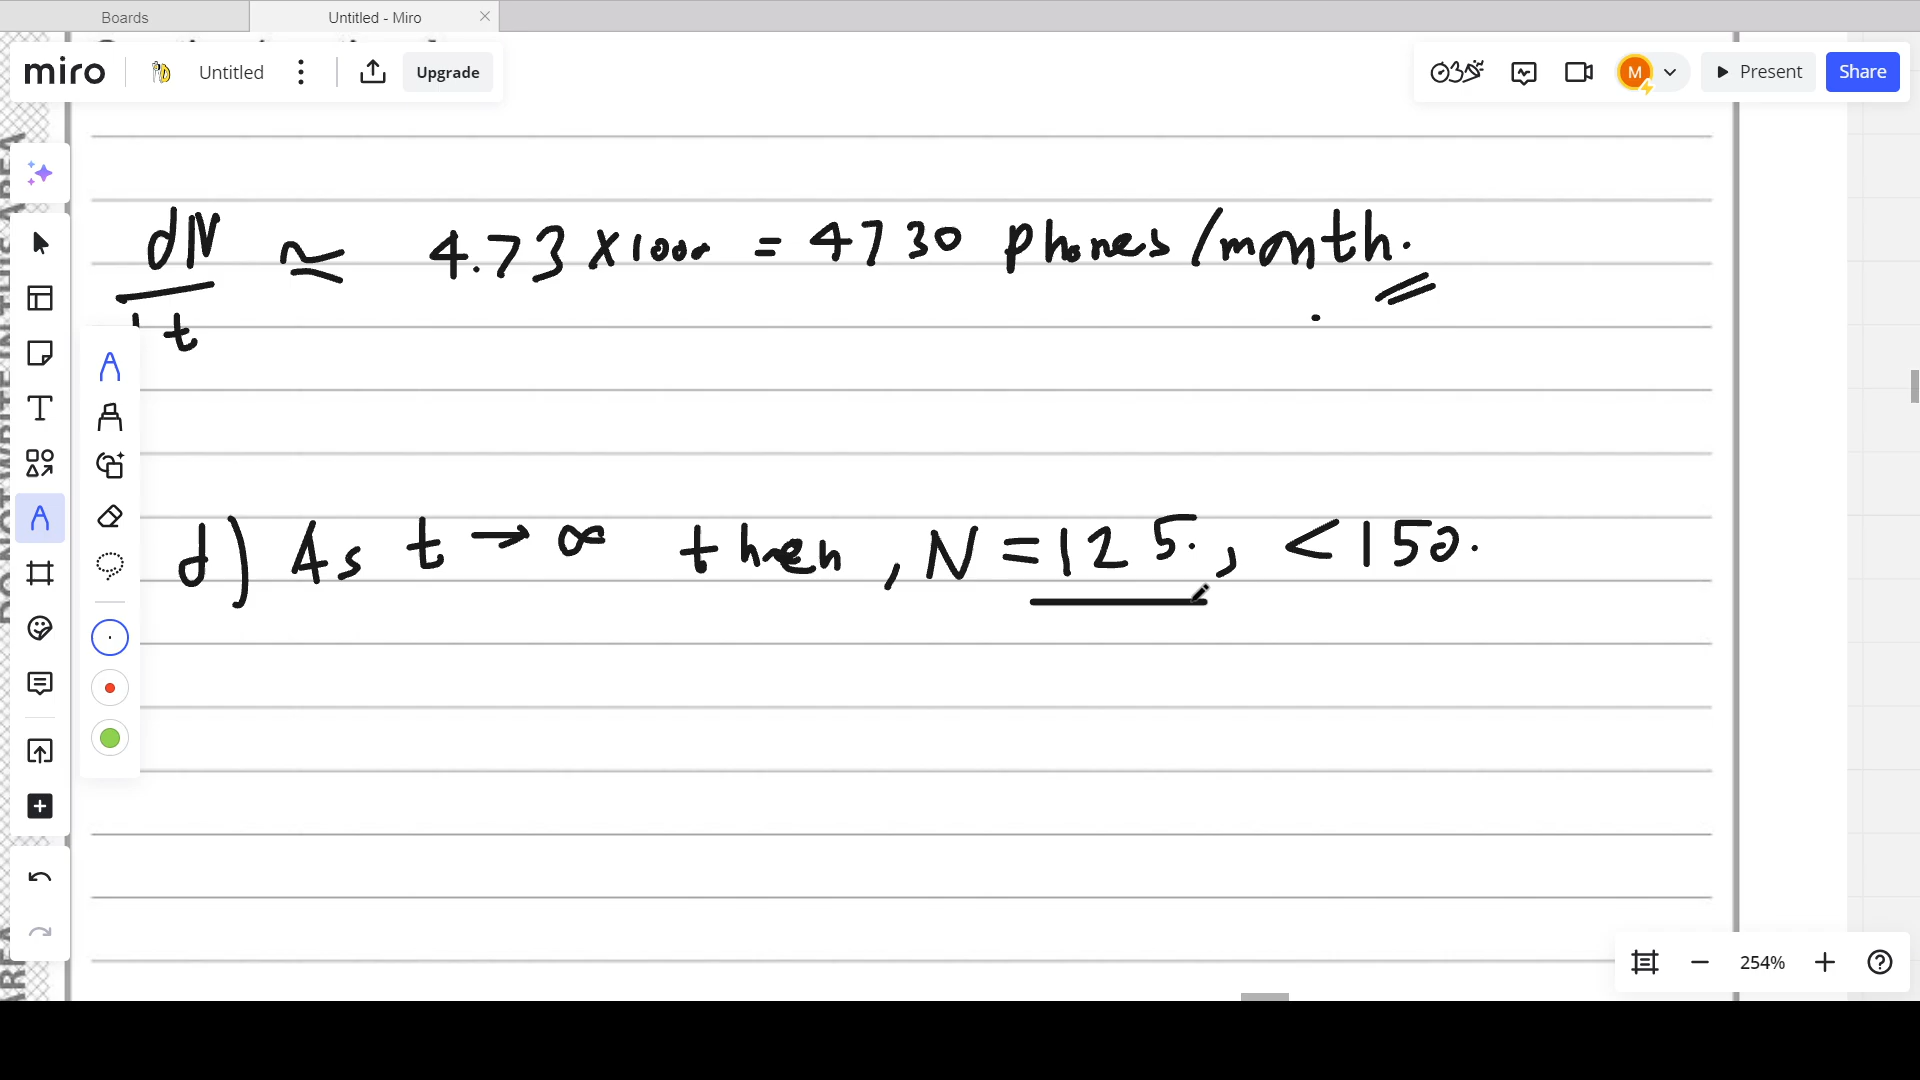 Boards
Untitled - Miro
miro
Untitled
Upgrade
M
Present
Share
dN ≃ 4.73 × 1000 = 4730 phones/month.
t
d) As t → ∞ then, N = 125., < 150.
254%